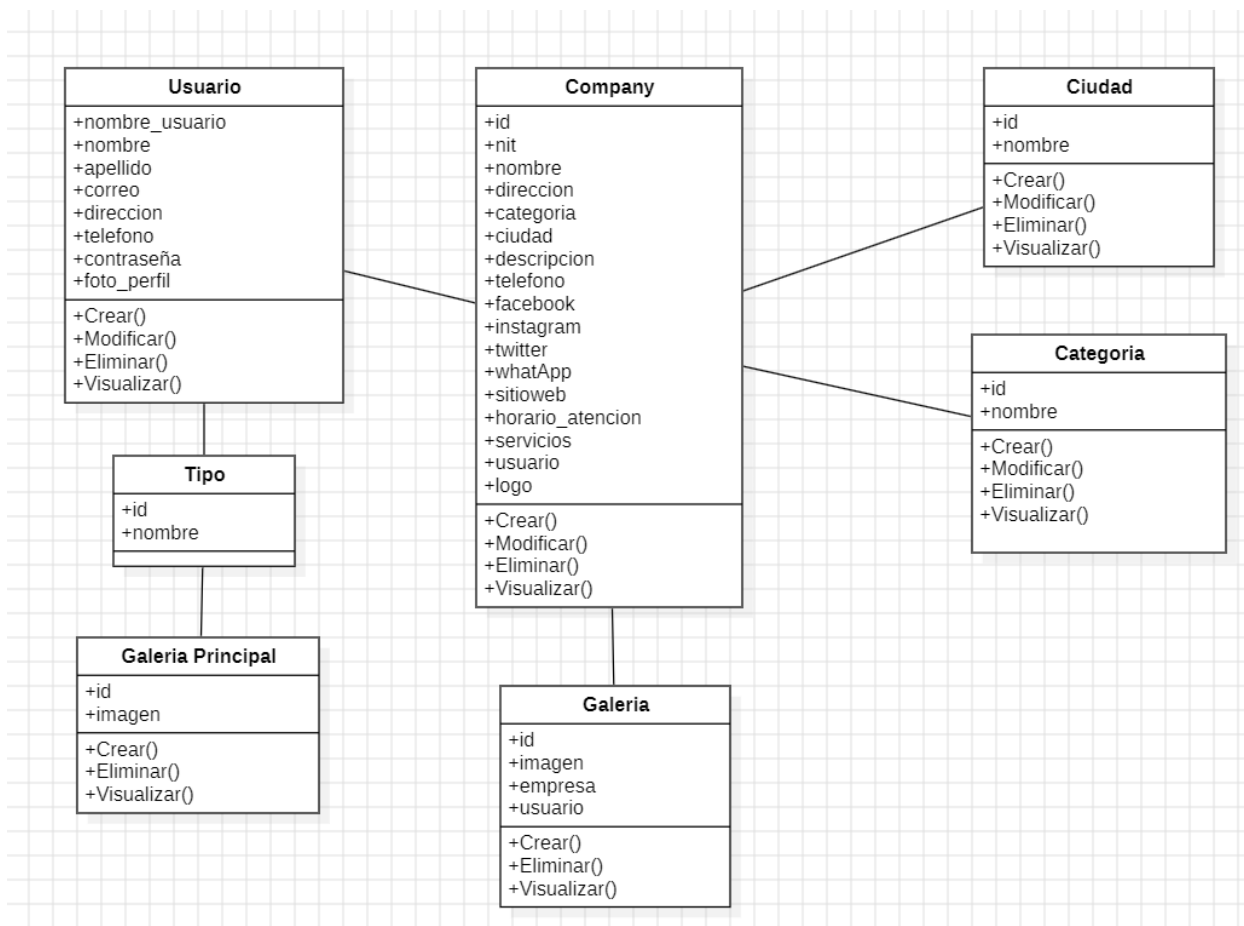 Usuario
+nombre_usuario
+nombre
+apellido
+correo
+direccion
+telefono
+contraseña
+foto_perfil
+Crear()
+Modificar()
+Eliminar()
+Visualizar()
Tipo
+id
+nombre
Galeria Principal
+id
+imagen
+Crear()
+Eliminar()
+Visualizar()
Company
+id
+nit
+nombre
+direccion
+categoria
+ciudad
+descripcion
+telefono
+facebook
+instagram
+twitter
+whatApp
+sitioweb
+horario_atencion
+servicios
+usuario
+logo
+Crear()
+Modificar()
+Eliminar()
+Visualizar()
Galeria
+id
+imagen
+empresa
+usuario
+Crear()
+Eliminar()
+Visualizar()
Ciudad
+id
+nombre
+Crear()
+Modificar()
+Eliminar()
+Visualizar()
Categoria
+id
+nombre
+Crear()
+Modificar()
+Eliminar()
+Visualizar()